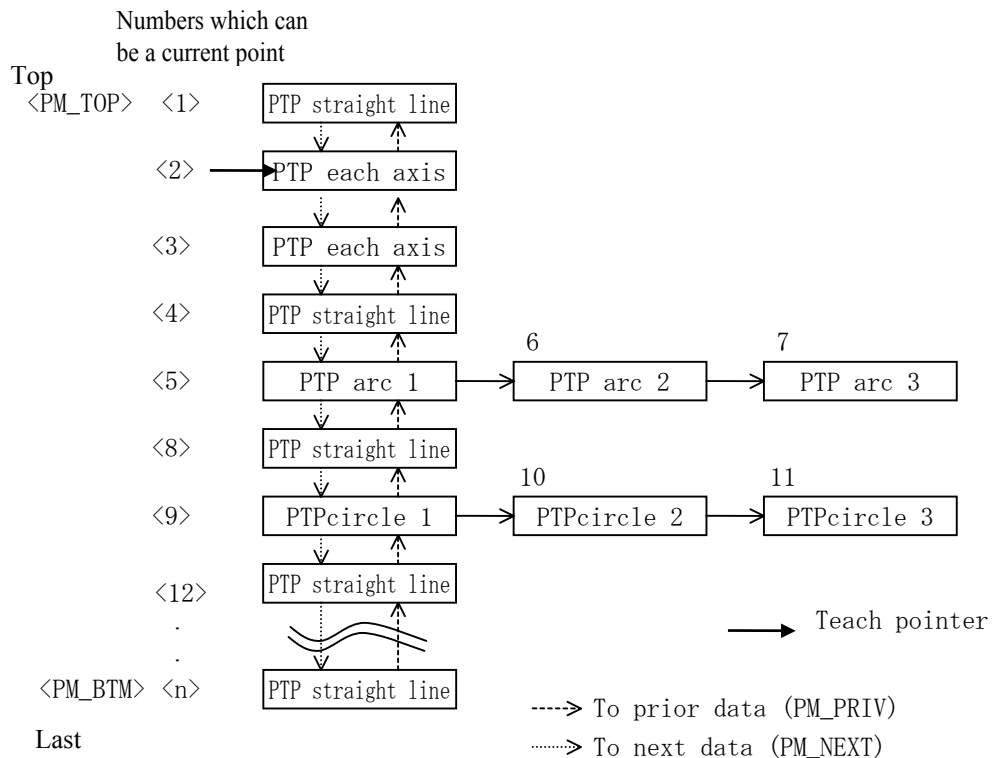 Numbers which can
be a current point
Top
<PM_TOP> <1> PTP straight line
<2> PTP each axis
<3> PTP each axis
<4> PTP straight line
6 7
<5> PTP arc 1 PTP arc 2 PTP arc 3
<8> PTP straight line
10 11
<9> PTPcircle 1 PTPcircle 2 PTPcircle 3
<12> PTP straight line
.
.
Teach pointer
<PM_BTM> <n> PTP straight line
To prior data (PM_PRIV)
Last
To next data (PM_NEXT)